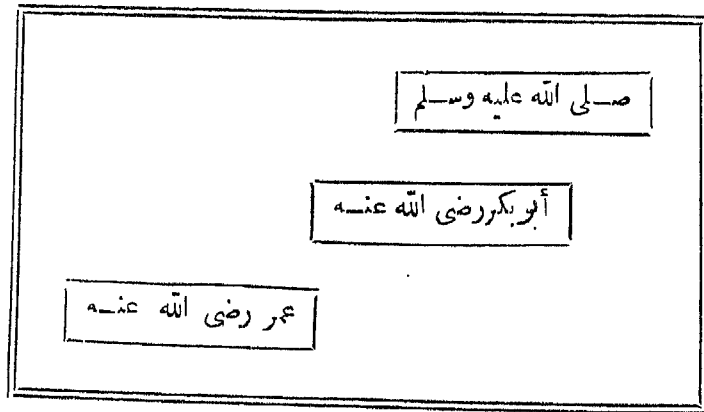 صلى الله عليه وسلم
أبو بكر رضى الله عنه
عمر رضى الله عنه